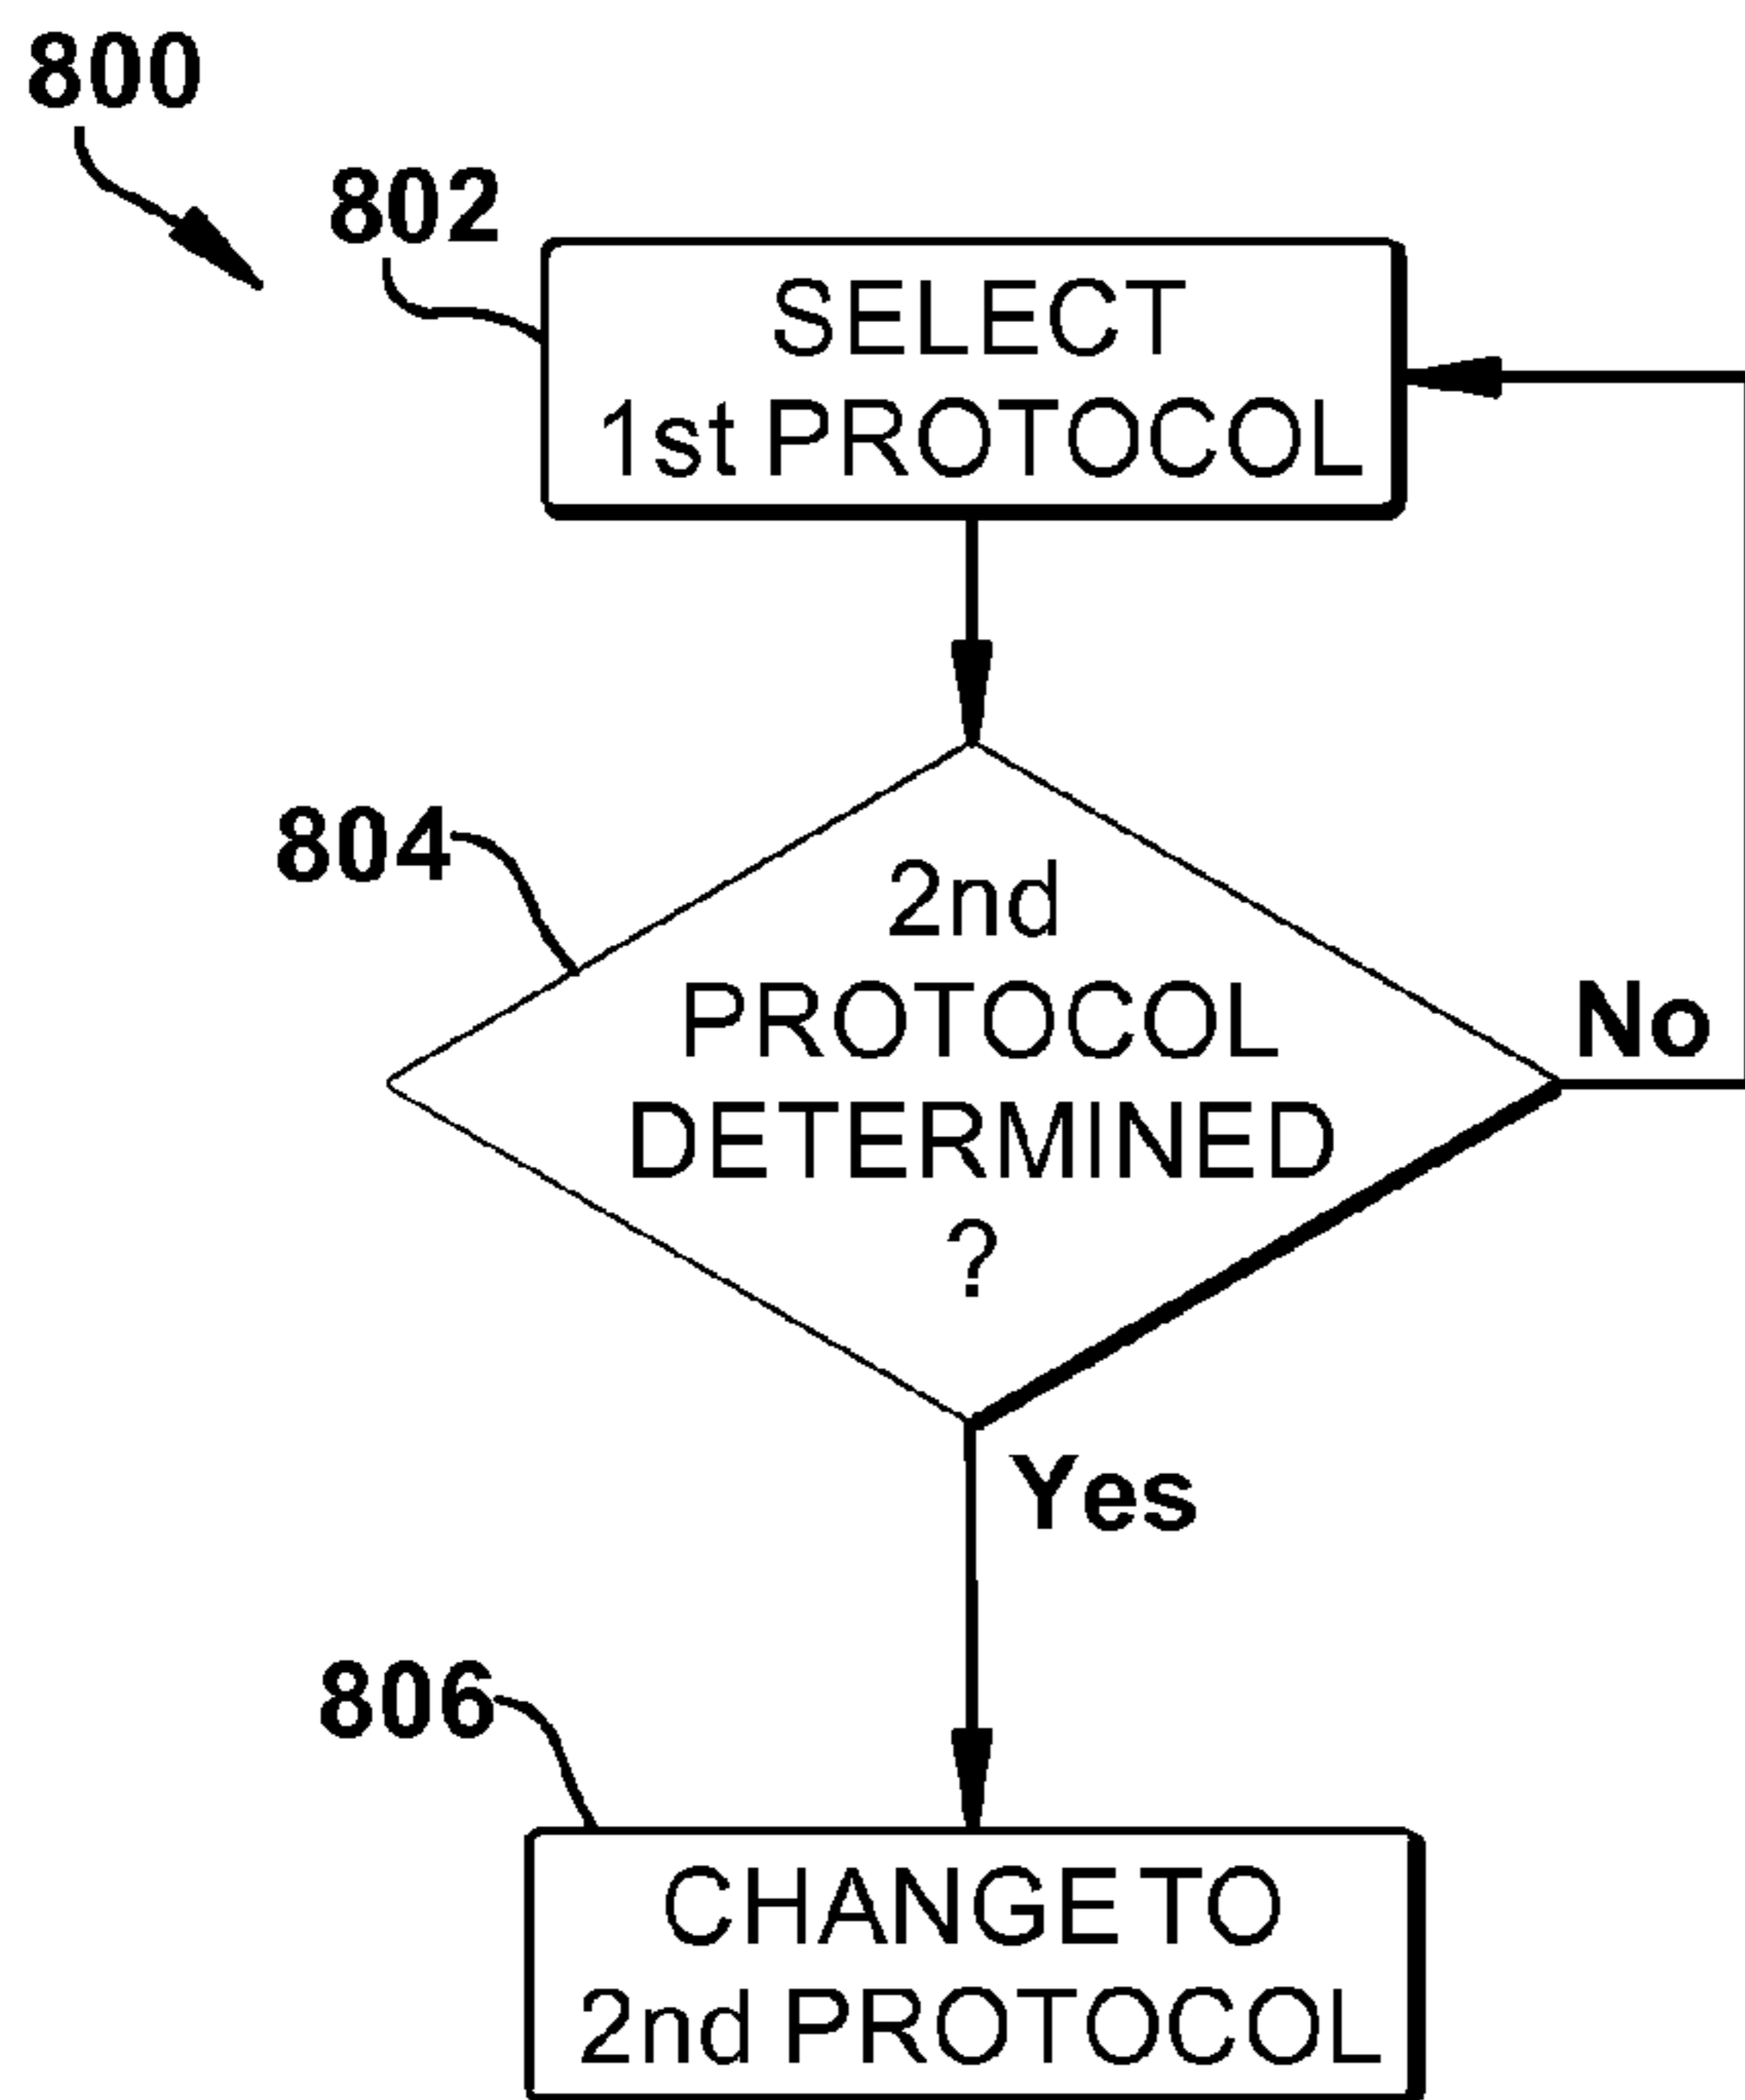 800
802
SELECT
1st PROTOCOL
804
2nd
PROTOCOL
DETERMINED
?
No
Yes
806
CHANGE TO
2nd PROTOCOL